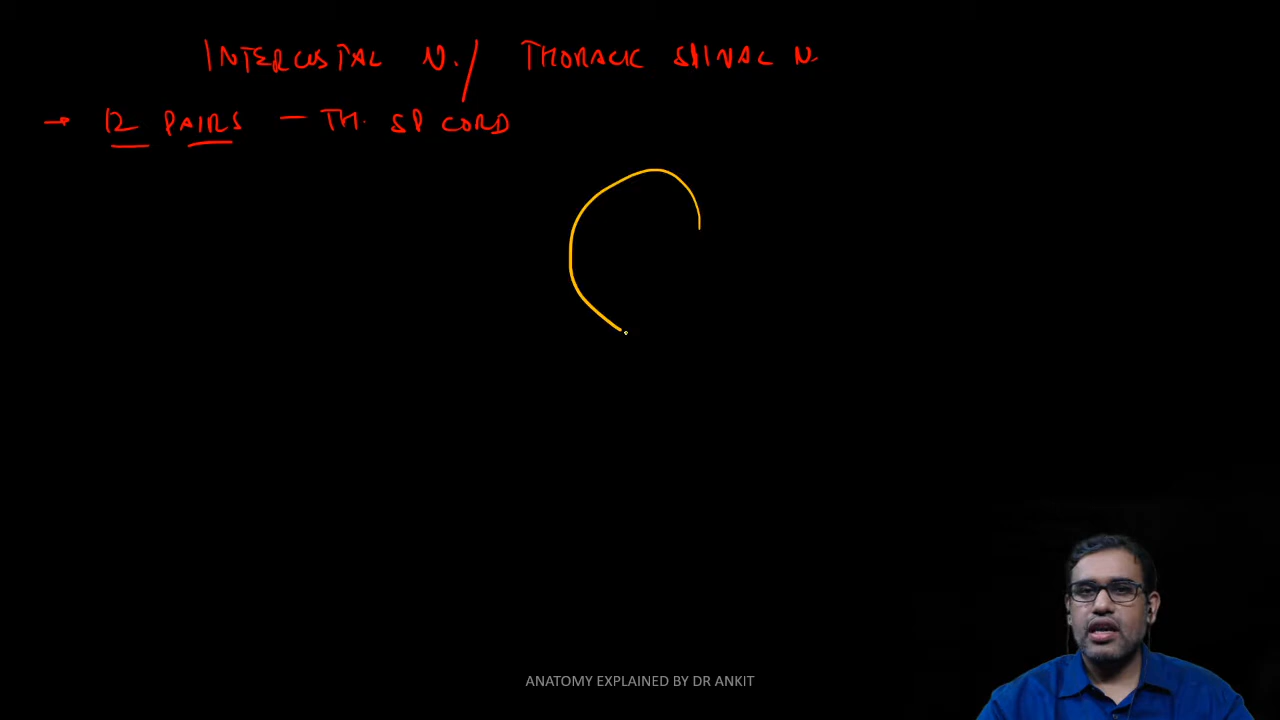 INTERCOSTAL N. / THORACIC SPINAL N.
→ 12 PAIRS — TH. SP CORD
ANATOMY EXPLAINED BY DR ANKIT